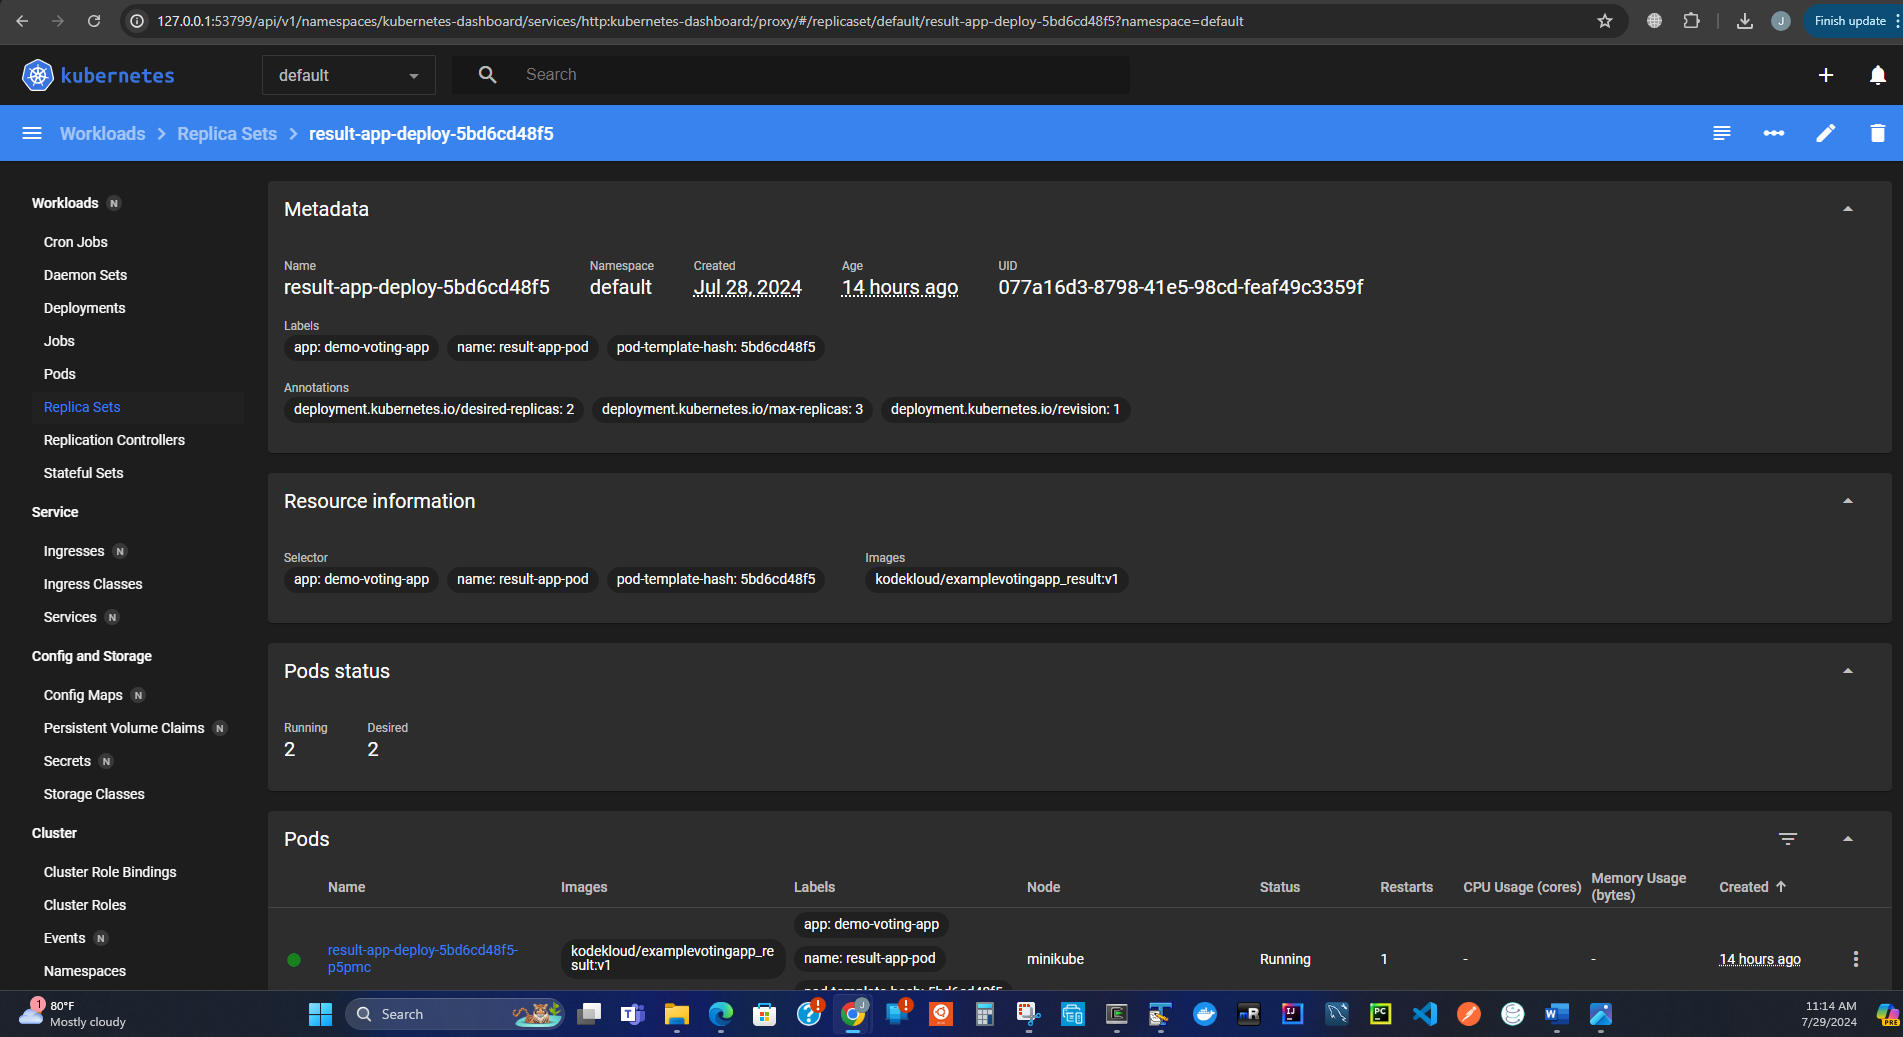 127.0.0.1:53799/api/v1/namespaces/kubernetes-dashboard/services/http:kubernetes-dashboard:/proxy/#/replicaset/default/result-app-deploy-5bd6cd48f5?namespace=default
J
Finish update
kubernetes
default
Search
Workloads
Replica Sets
result-app-deploy-5bd6cd48f5
Workloads N
Cron Jobs
Daemon Sets
Deployments
Jobs
Pods
Replica Sets
Replication Controllers
Stateful Sets
Service
Ingresses N
Ingress Classes
Services N
Config and Storage
Config Maps N
Persistent Volume Claims N
Secrets N
Storage Classes
Cluster
Cluster Role Bindings
Cluster Roles
Events N
Namespaces
Metadata
Name
Namespace
Created
Age
UID
result-app-deploy-5bd6cd48f5
default
Jul 28, 2024
14 hours ago
077a16d3-8798-41e5-98cd-feaf49c3359f
Labels
app: demo-voting-app
name: result-app-pod
pod-template-hash: 5bd6cd48f5
Annotations
deployment.kubernetes.io/desired-replicas: 2
deployment.kubernetes.io/max-replicas: 3
deployment.kubernetes.io/revision: 1
Resource information
Selector
Images
app: demo-voting-app
name: result-app-pod
pod-template-hash: 5bd6cd48f5
kodekloud/examplevotingapp_result:v1
Pods status
Running
Desired
2
2
Pods
Name
Images
Labels
Node
Status
Restarts
CPU Usage (cores)
Memory Usage
(bytes)
Created
result-app-deploy-5bd6cd48f5-
p5pmc
kodekloud/examplevotingapp_re
sult:v1
app: demo-voting-app
name: result-app-pod
pod-template-hash: 5bd6cd48f5
minikube
Running
1
-
-
14 hours ago
1
80°F
Mostly cloudy
Search
11:14 AM
7/29/2024